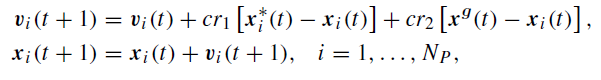 v_i(t + 1) = v_i(t) + cr_1 [x_i^*(t) − x_i(t)] + cr_2 [x^g(t) − x_i(t)],
x_i(t + 1) = x_i(t) + v_i(t + 1), i = 1, . . . , N_P,